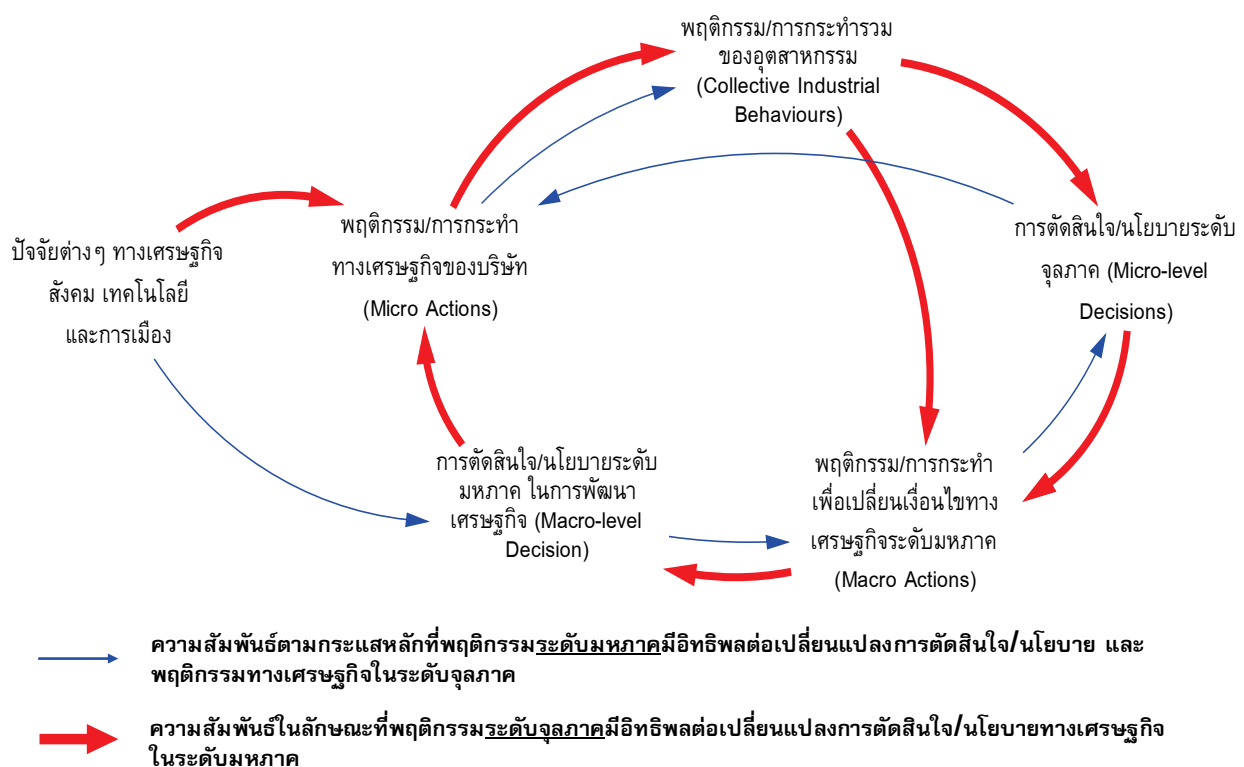 พฤติกรรม/การกระทำรวม
ของอุตสาหกรรม
(Collective Industrial
Behaviours)
ปัจจัยต่างๆ ทางเศรษฐกิจ
สังคม เทคโนโลยี
และการเมือง
พฤติกรรม/การกระทำ
ทางเศรษฐกิจของบริษัท
(Micro Actions)
การตัดสินใจ/นโยบายระดับ
จุลภาค (Micro-level
Decisions)
การตัดสินใจ/นโยบายระดับ
มหภาค ในการพัฒนา
เศรษฐกิจ (Macro-level
Decision)
พฤติกรรม/การกระทำ
เพื่อเปลี่ยนเงื่อนไขทาง
เศรษฐกิจระดับมหภาค
(Macro Actions)
ความสัมพันธ์ตามกระแสหลักที่พฤติกรรมระดับมหภาคมีอิทธิพลต่อเปลี่ยนแปลงการตัดสินใจ/นโยบาย และ
พฤติกรรมทางเศรษฐกิจในระดับจุลภาค
ความสัมพันธ์ในลักษณะที่พฤติกรรมระดับจุลภาคมีอิทธิพลต่อเปลี่ยนแปลงการตัดสินใจ/นโยบายทางเศรษฐกิจ
ในระดับมหภาค